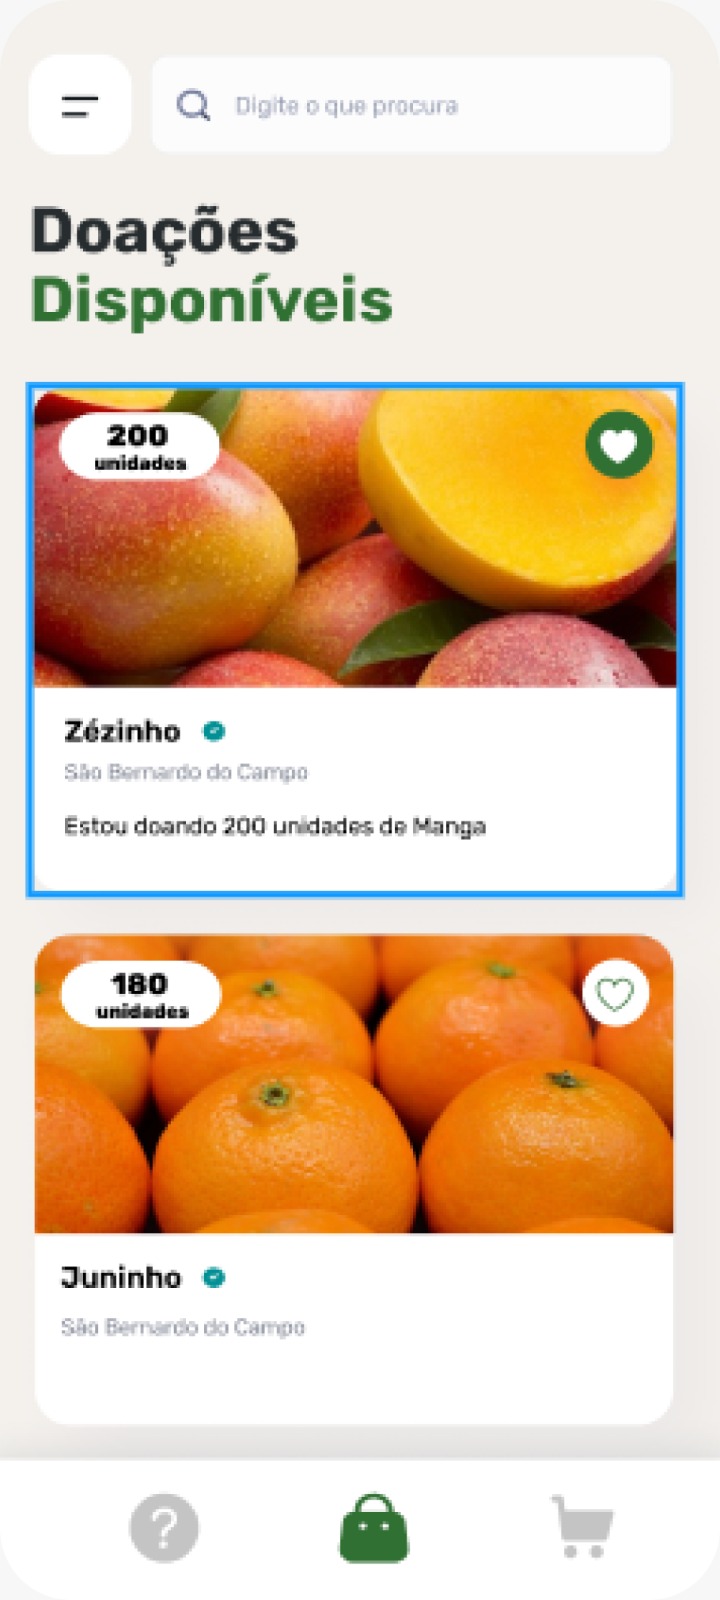 Digite o que procura
Doações
Disponíveis
200
unidades
Zézinho
São Bernardo do Campo
Estou doando 200 unidades de Manga
180
unidades
Juninho
São Bernardo do Campo
?